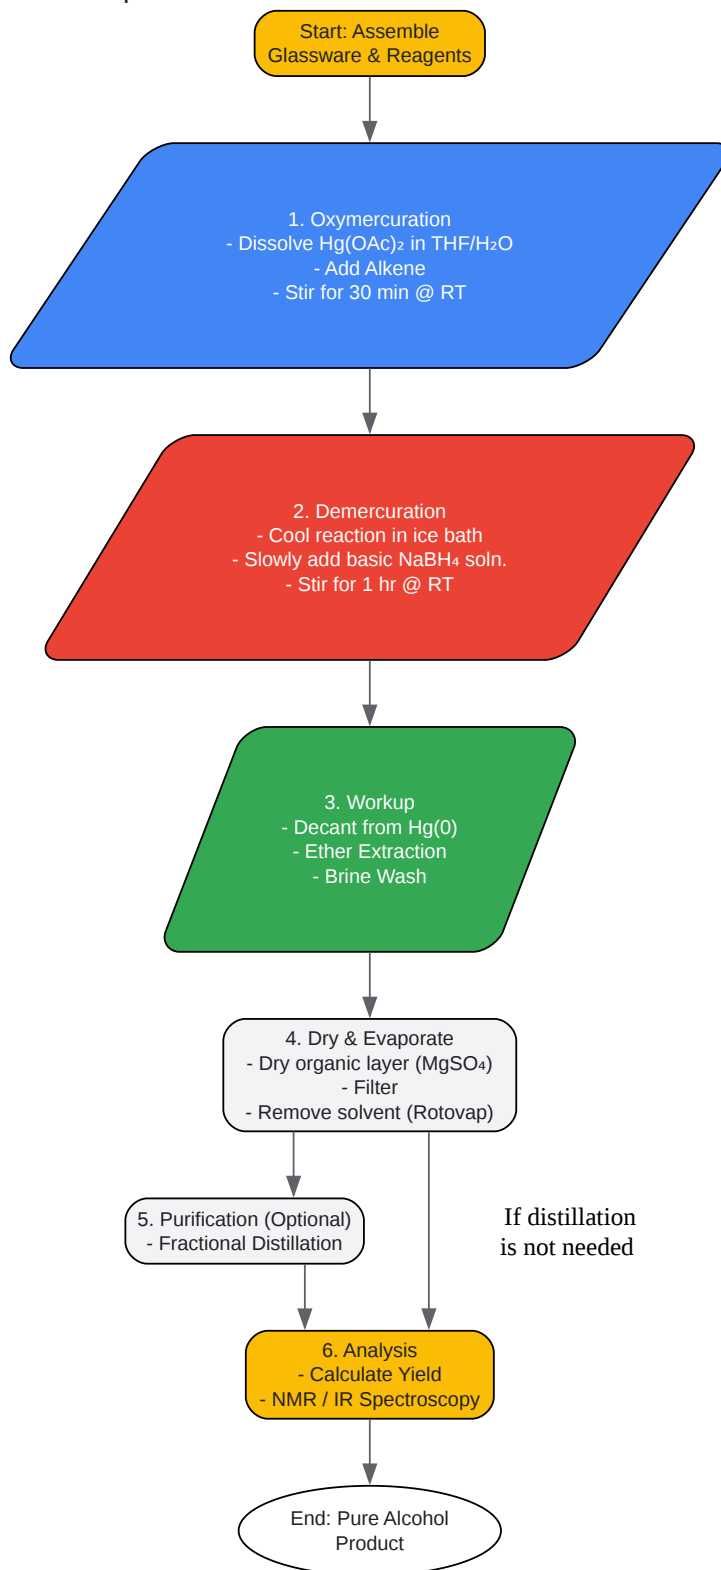 Start: Assemble
Glassware & Reagents
1. Oxymercuration
- Dissolve Hg(OAc)₂ in THF/H₂O
- Add Alkene
- Stir for 30 min @ RT
2. Demercuration
- Cool reaction in ice bath
- Slowly add basic NaBH₄ soln.
- Stir for 1 hr @ RT
3. Workup
- Decant from Hg(0)
- Ether Extraction
- Brine Wash
4. Dry & Evaporate
- Dry organic layer (MgSO₄)
- Filter
- Remove solvent (Rotovap)
5. Purification (Optional)
- Fractional Distillation
If distillation
is not needed
6. Analysis
- Calculate Yield
- NMR / IR Spectroscopy
End: Pure Alcohol
Product